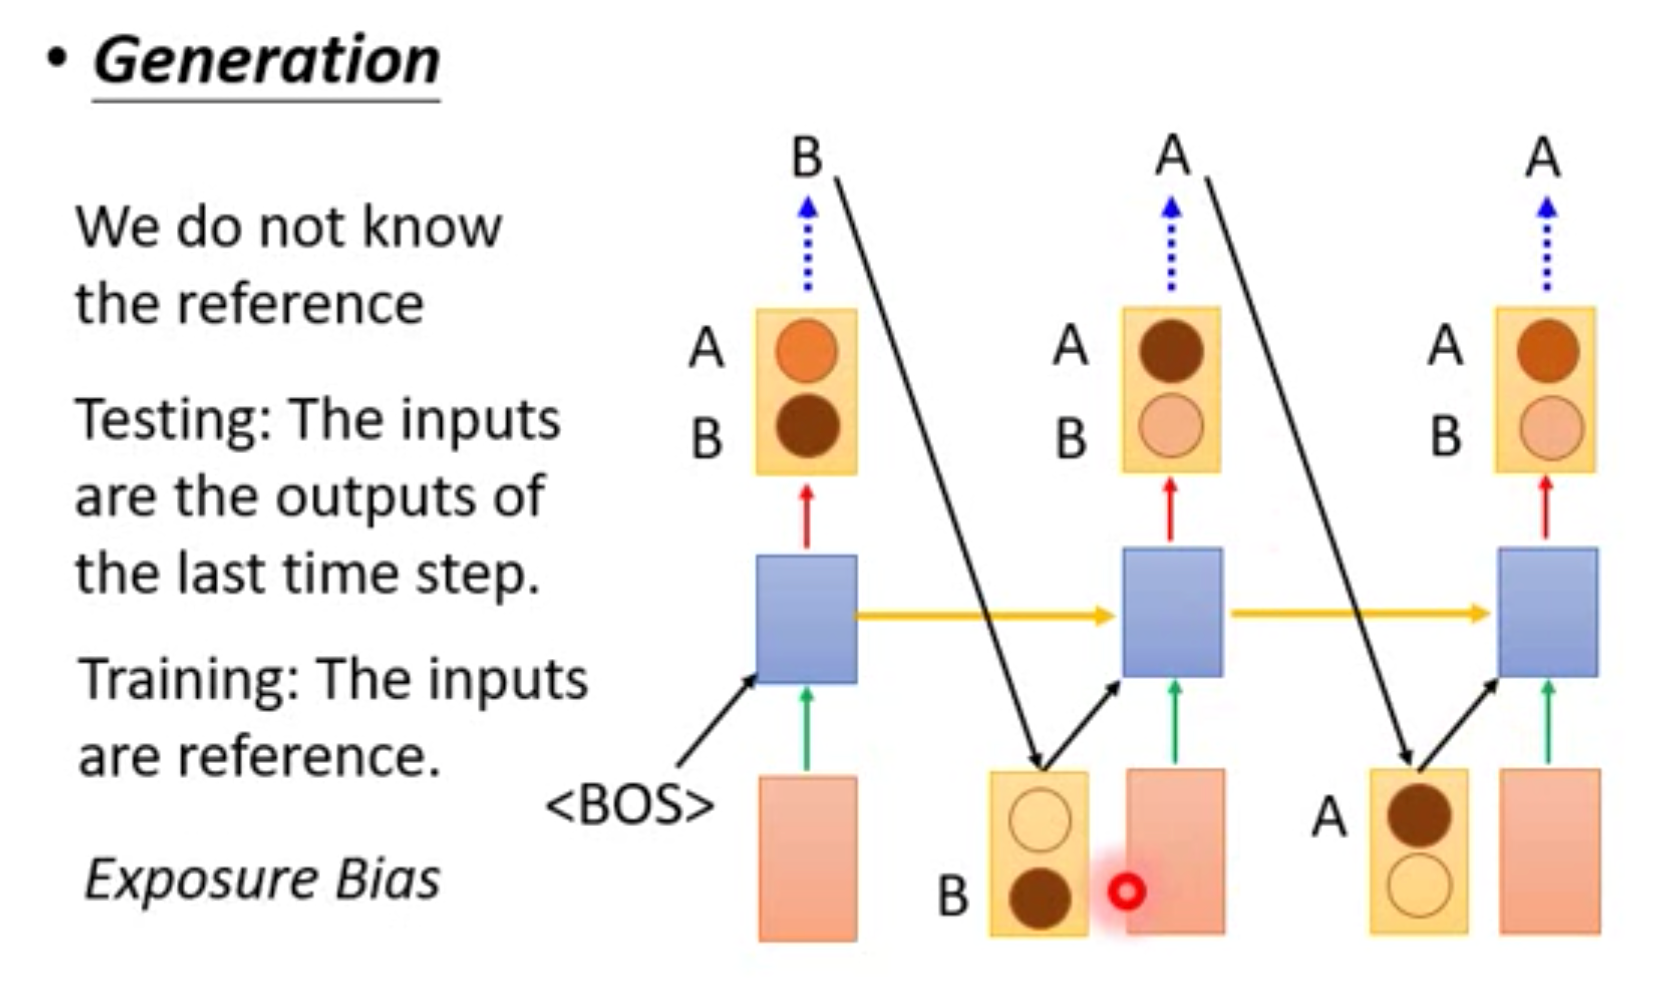 • Generation
We do not know
the reference
Testing: The inputs
are the outputs of
the last time step.
Training: The inputs
are reference.
Exposure Bias
B A A
A A A
B B B
<BOS>
A
B